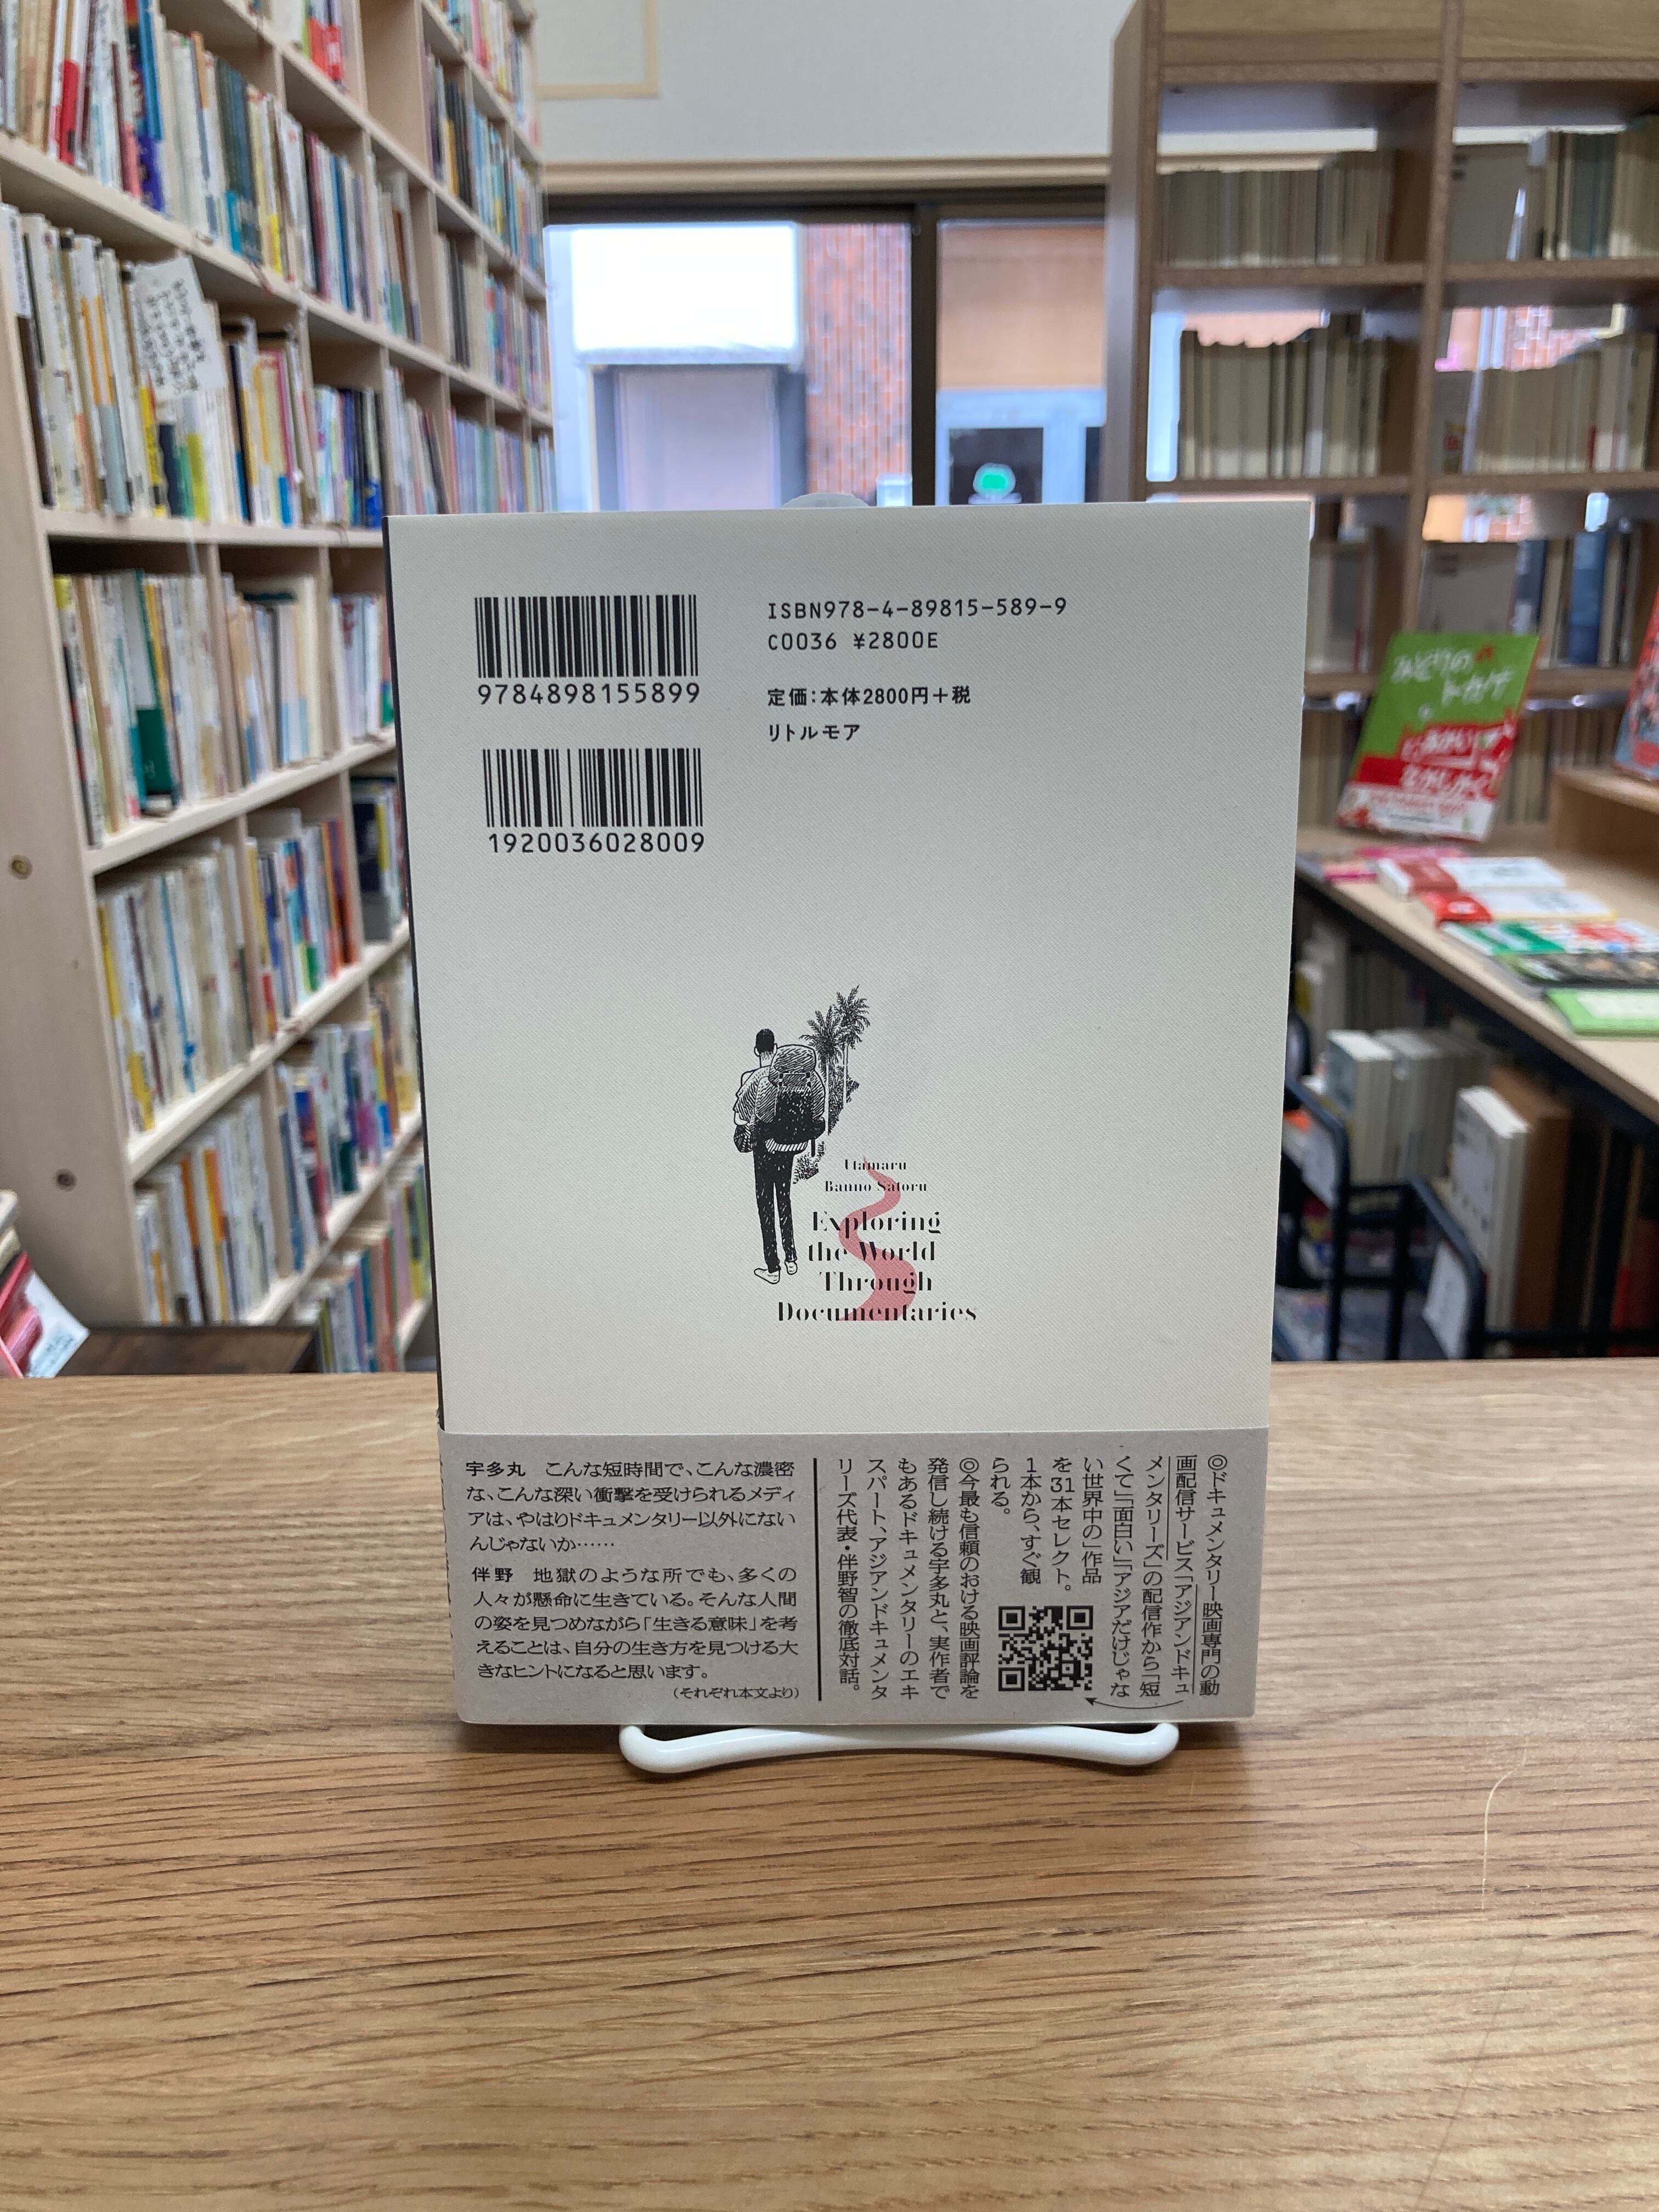 9784898155899
ISBN978-4-89815-589-9
C0036 ¥2800E
定価：本体2800円＋税
リトルモア
1920036028009
Utamaru
Banno Satoru
Exploring
the World
Through
Documentaries
◎ドキュメンタリー映画専門の動
画配信サービス「アジアンドキュ
メンタリーズ」の配信作から「短
くて」「面白い」「アジアだけじゃな
い世界中の」作品
を31本セレクト。
1本から、すぐ観
られる。
◎今最も信頼のおける映画評論を
発信し続ける宇多丸と、実作者で
もあるドキュメンタリーのエキ
スパート、アジアンドキュメンタ
リーズ代表・伴野智の徹底対話。
宇多丸　こんな短時間で、こんな濃密
な、こんな深い衝撃を受けられるメディ
アは、やはりドキュメンタリー以外にない
んじゃないか……
伴野　地獄のような所でも、多くの
人々が懸命に生きている。そんな人間
の姿を見つめながら「生きる意味」を考
えることは、自分の生き方を見つける大
きなヒントになると思います。
（それぞれ本文より）
みどりの
トカゲ